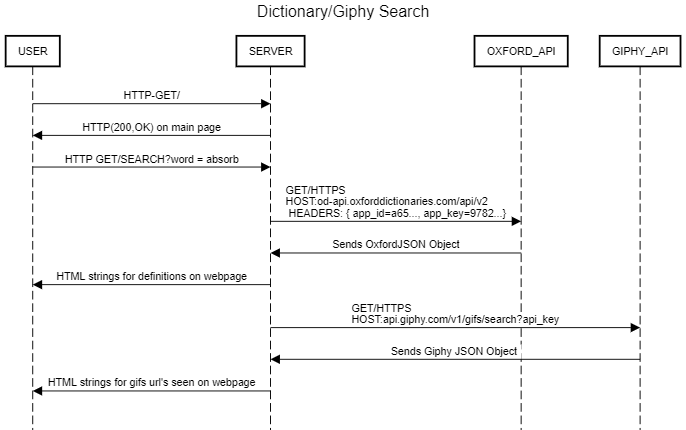 Dictionary/Giphy Search
USER
SERVER
OXFORD_API
GIPHY_API
HTTP-GET/
HTTP(200,OK) on main page
HTTP GET/SEARCH?word = absorb
GET/HTTPS
HOST:od-api.oxforddictionaries.com/api/v2
HEADERS: { app_id=a65..., app_key=9782...}
Sends OxfordJSON Object
HTML strings for definitions on webpage
GET/HTTPS
HOST:api.giphy.com/v1/gifs/search?api_key
Sends Giphy JSON Object
HTML strings for gifs url's seen on webpage